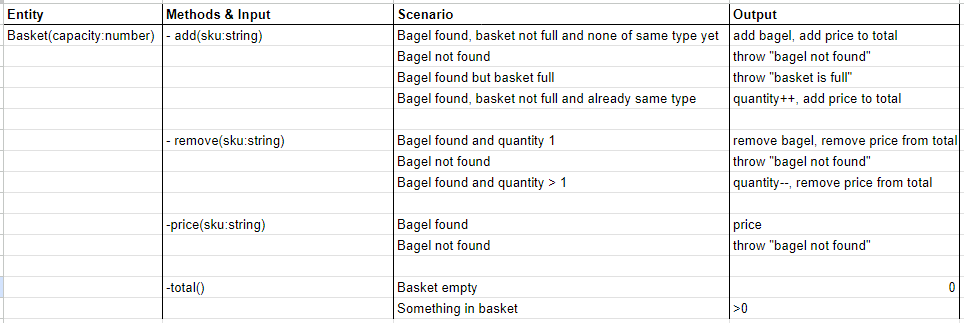 Entity Methods & Input Scenario Output
Basket(capacity:number) - add(sku:string) Bagel found, basket not full and none of same type yet add bagel, add price to total
Bagel not found throw "bagel not found"
Bagel found but basket full throw "basket is full"
Bagel found, basket not full and already same type quantity++, add price to total
- remove(sku:string) Bagel found and quantity 1 remove bagel, remove price from total
Bagel not found throw "bagel not found"
Bagel found and quantity > 1 quantity--, remove price from total
-price(sku:string) Bagel found price
Bagel not found throw "bagel not found"
-total() Basket empty 0
Something in basket >0